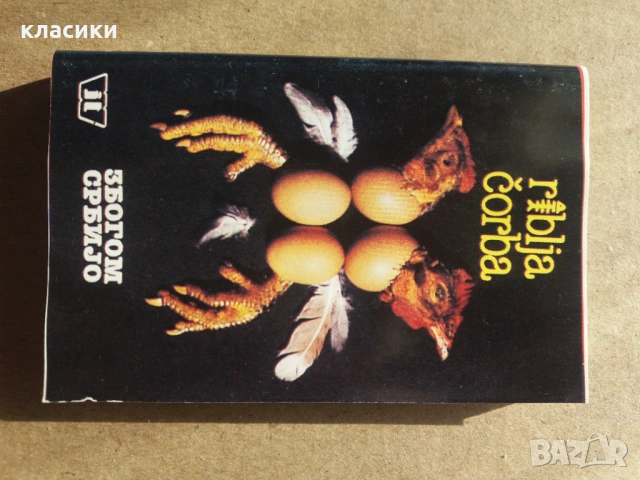 класики
riblja
čorba
ЗБОГОМ
СРБИЈО
BAZAR